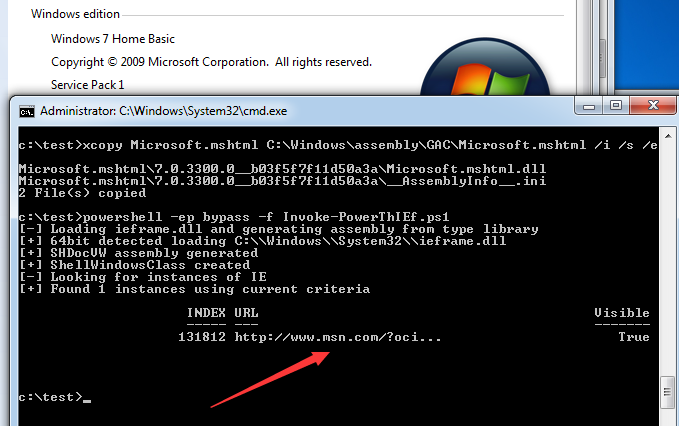 Windows edition
Windows 7 Home Basic
Copyright © 2009 Microsoft Corporation. All rights reserved.
Service Pack 1
Administrator: C:\Windows\System32\cmd.exe
c:\test>xcopy Microsoft.mshtml C:\Windows\assembly\GAC\Microsoft.mshtml /i /s /e
Microsoft.mshtml\7.0.3300.0__b03f5f7f11d50a3a\Microsoft.mshtml.dll
Microsoft.mshtml\7.0.3300.0__b03f5f7f11d50a3a\__AssemblyInfo__.ini
2 File(s) copied
c:\test>powershell -ep bypass -f Invoke-PowerThIEf.ps1
[-] Loading ieframe.dll and generating assembly from type library
[+] 64bit detected loading C:\\Windows\\System32\\ieframe.dll
[+] SHDocVW assembly generated
[+] ShellWindowsClass created
[-] Looking for instances of IE
[+] Found 1 instances using current criteria
INDEX URL Visible
----- --- -------
131812 http://www.msn.com/?oci... True
c:\test>_